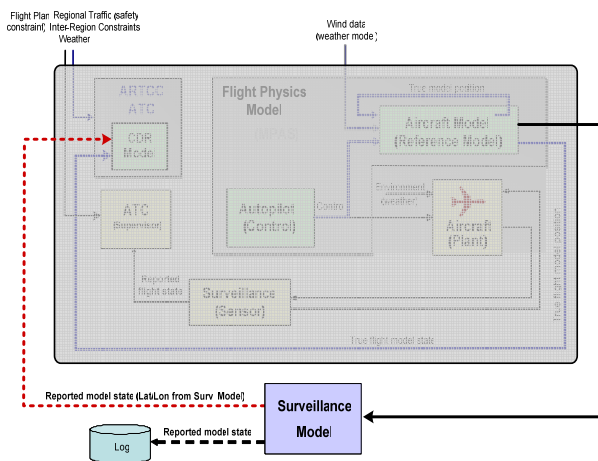 Flight Plan Regional Traffic (safety
constraint) Inter-Region Constraints
Weather
Wind data
(weather model)
ARTCC
ATC
CDR
Model
Flight Physics
Model
True model position
Aircraft Model
(Reference Model)
ATC
(Supervisor)
Autopilot
(Control)
Control
Environment
(weather)
Aircraft
(Plant)
Reported
flight state
Surveillance
(Sensor)
True flight model position
True flight model state
Reported model state (Lat/Lon from Surv Model)
Surveillance
Model
Reported model state
Log